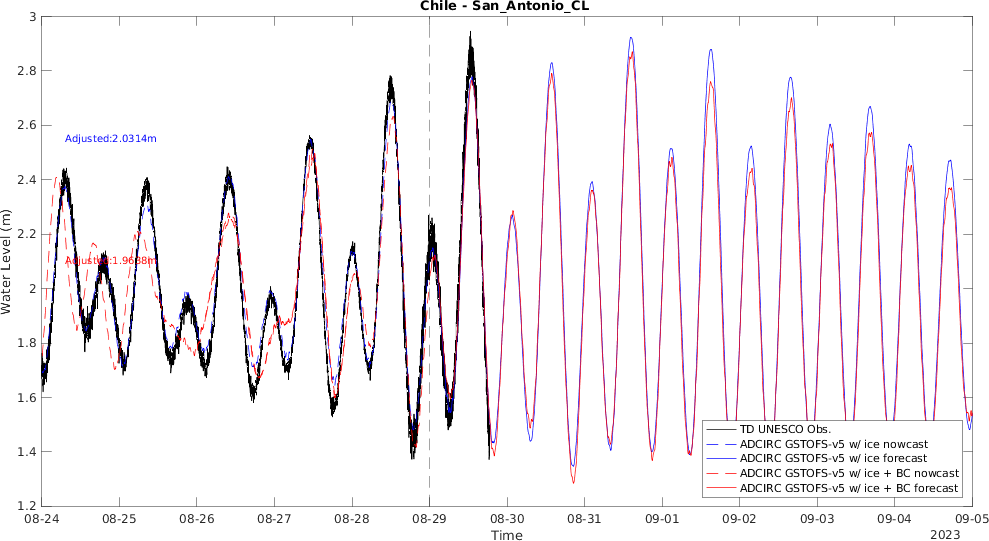 Chile - San_Antonio_CL
3
2.8
2.6
2.4
2.2
2
1.8
1.6
1.4
1.2
Water Level (m)
Adjusted:2.0314m
Adjusted:1.9638m
TD UNESCO Obs.
ADCIRC GSTOFS-v5 w/ ice nowcast
ADCIRC GSTOFS-v5 w/ ice forecast
ADCIRC GSTOFS-v5 w/ ice + BC nowcast
ADCIRC GSTOFS-v5 w/ ice + BC forecast
08-24 08-25 08-26 08-27 08-28 08-29 08-30 08-31 09-01 09-02 09-03 09-04 09-05
Time
2023